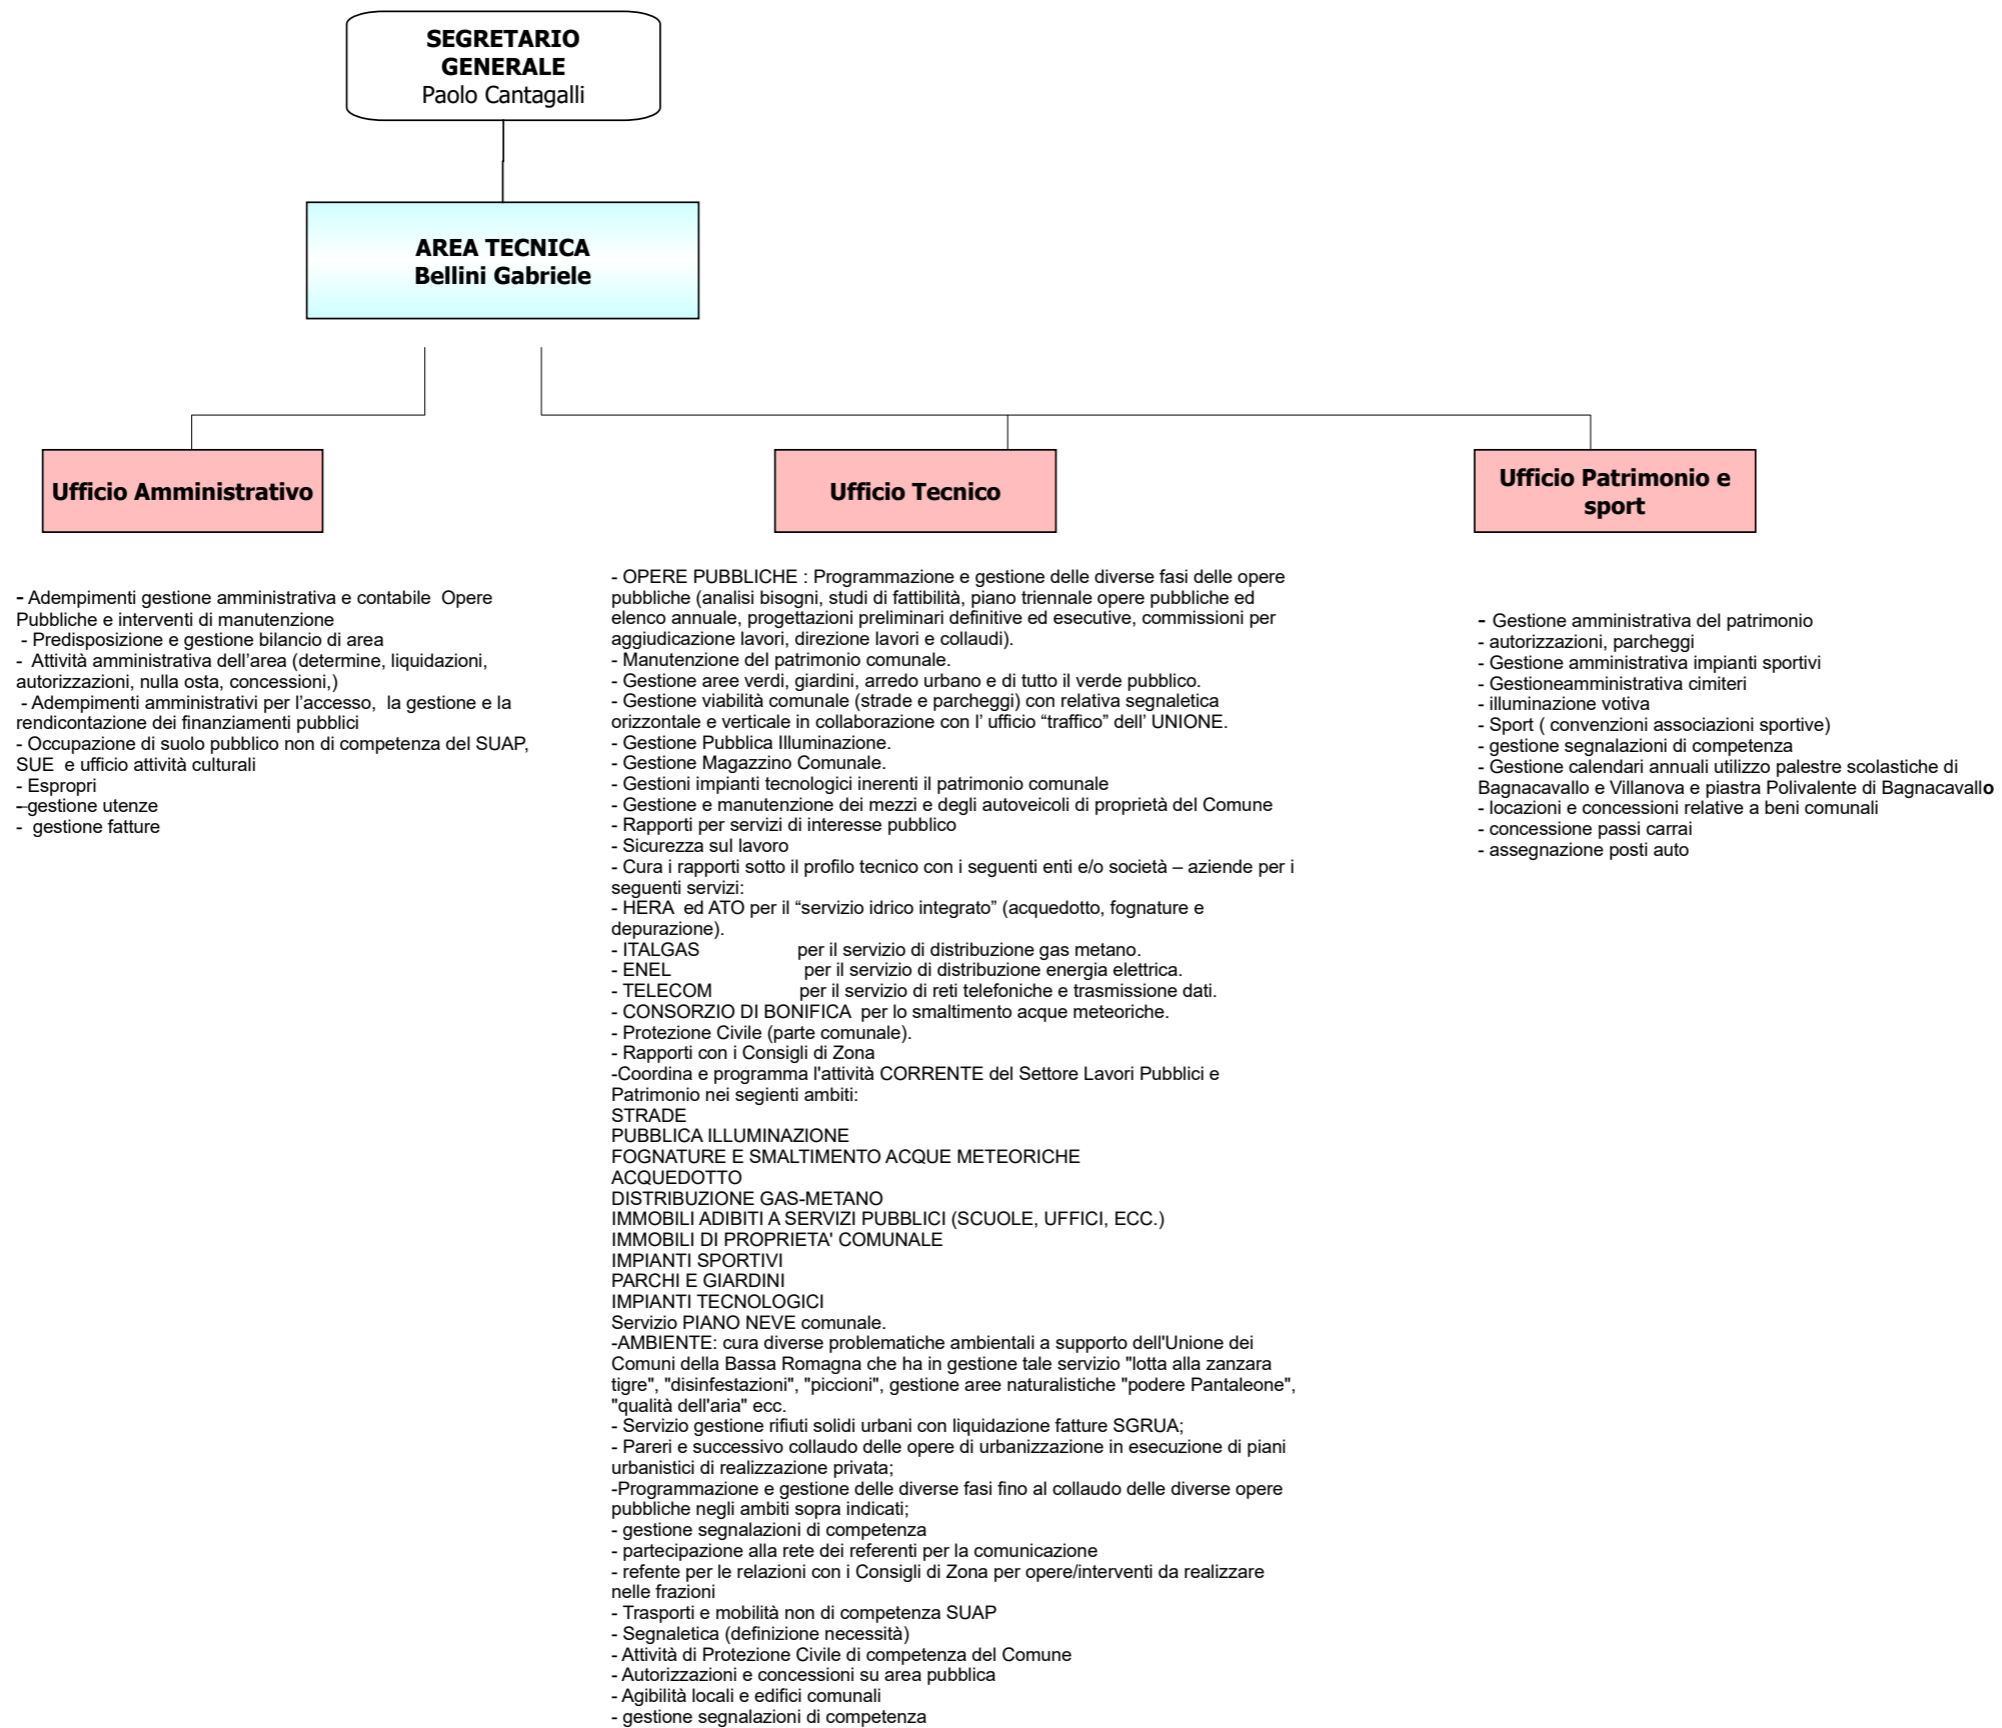 SEGRETARIO
GENERALE
Paolo Cantagalli
AREA TECNICA
Bellini Gabriele
Ufficio Amministrativo
Ufficio Tecnico
Ufficio Patrimonio e
sport
- Adempimenti gestione amministrativa e contabile Opere
Pubbliche e interventi di manutenzione
- Predisposizione e gestione bilancio di area
- Attività amministrativa dell’area (determine, liquidazioni,
autorizzazioni, nulla osta, concessioni,)
- Adempimenti amministrativi per l’accesso, la gestione e la
rendicontazione dei finanziamenti pubblici
- Occupazione di suolo pubblico non di competenza del SUAP,
SUE e ufficio attività culturali
- Espropri
-gestione utenze
- gestione fatture
- OPERE PUBBLICHE : Programmazione e gestione delle diverse fasi delle opere
pubbliche (analisi bisogni, studi di fattibilità, piano triennale opere pubbliche ed
elenco annuale, progettazioni preliminari definitive ed esecutive, commissioni per
aggiudicazione lavori, direzione lavori e collaudi).
- Manutenzione del patrimonio comunale.
- Gestione aree verdi, giardini, arredo urbano e di tutto il verde pubblico.
- Gestione viabilità comunale (strade e parcheggi) con relativa segnaletica
orizzontale e verticale in collaborazione con l’ ufficio “traffico” dell’ UNIONE.
- Gestione Pubblica Illuminazione.
- Gestione Magazzino Comunale.
- Gestioni impianti tecnologici inerenti il patrimonio comunale
- Gestione e manutenzione dei mezzi e degli autoveicoli di proprietà del Comune
- Rapporti per servizi di interesse pubblico
- Sicurezza sul lavoro
- Cura i rapporti sotto il profilo tecnico con i seguenti enti e/o società – aziende per i
seguenti servizi:
- HERA ed ATO per il “servizio idrico integrato” (acquedotto, fognature e
depurazione).
- ITALGAS per il servizio di distribuzione gas metano.
- ENEL per il servizio di distribuzione energia elettrica.
- TELECOM per il servizio di reti telefoniche e trasmissione dati.
- CONSORZIO DI BONIFICA per lo smaltimento acque meteoriche.
- Protezione Civile (parte comunale).
- Rapporti con i Consigli di Zona
-Coordina e programma l'attività CORRENTE del Settore Lavori Pubblici e
Patrimonio nei segienti ambiti:
STRADE
PUBBLICA ILLUMINAZIONE
FOGNATURE E SMALTIMENTO ACQUE METEORICHE
ACQUEDOTTO
DISTRIBUZIONE GAS-METANO
IMMOBILI ADIBITI A SERVIZI PUBBLICI (SCUOLE, UFFICI, ECC.)
IMMOBILI DI PROPRIETA' COMUNALE
IMPIANTI SPORTIVI
PARCHI E GIARDINI
IMPIANTI TECNOLOGICI
Servizio PIANO NEVE comunale.
-AMBIENTE: cura diverse problematiche ambientali a supporto dell'Unione dei
Comuni della Bassa Romagna che ha in gestione tale servizio "lotta alla zanzara
tigre", "disinfestazioni", "piccioni", gestione aree naturalistiche "podere Pantaleone",
"qualità dell'aria" ecc.
- Servizio gestione rifiuti solidi urbani con liquidazione fatture SGRUA;
- Pareri e successivo collaudo delle opere di urbanizzazione in esecuzione di piani
urbanistici di realizzazione privata;
-Programmazione e gestione delle diverse fasi fino al collaudo delle diverse opere
pubbliche negli ambiti sopra indicati;
- gestione segnalazioni di competenza
- partecipazione alla rete dei referenti per la comunicazione
- refente per le relazioni con i Consigli di Zona per opere/interventi da realizzare
nelle frazioni
- Trasporti e mobilità non di competenza SUAP
- Segnaletica (definizione necessità)
- Attività di Protezione Civile di competenza del Comune
- Autorizzazioni e concessioni su area pubblica
- Agibilità locali e edifici comunali
- gestione segnalazioni di competenza
- Gestione amministrativa del patrimonio
- autorizzazioni, parcheggi
- Gestione amministrativa impianti sportivi
- Gestioneamministrativa cimiteri
- illuminazione votiva
- Sport ( convenzioni associazioni sportive)
- gestione segnalazioni di competenza
- Gestione calendari annuali utilizzo palestre scolastiche di
Bagnacavallo e Villanova e piastra Polivalente di Bagnacavallo
- locazioni e concessioni relative a beni comunali
- concessione passi carrai
- assegnazione posti auto